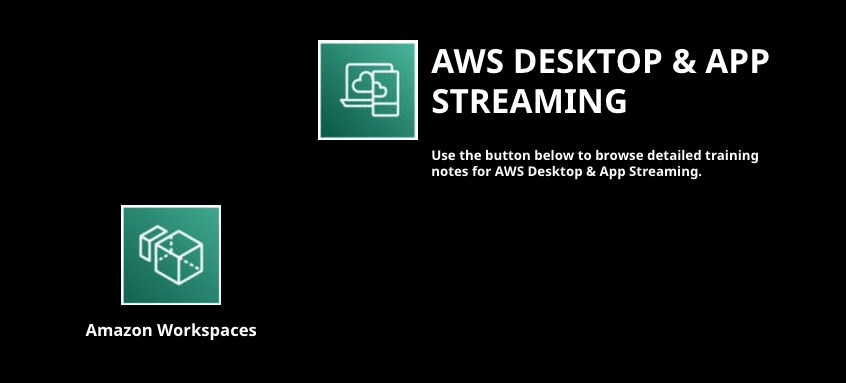 AWS DESKTOP & APP
STREAMING
Use the button below to browse detailed training
notes for AWS Desktop & App Streaming.
Amazon Workspaces